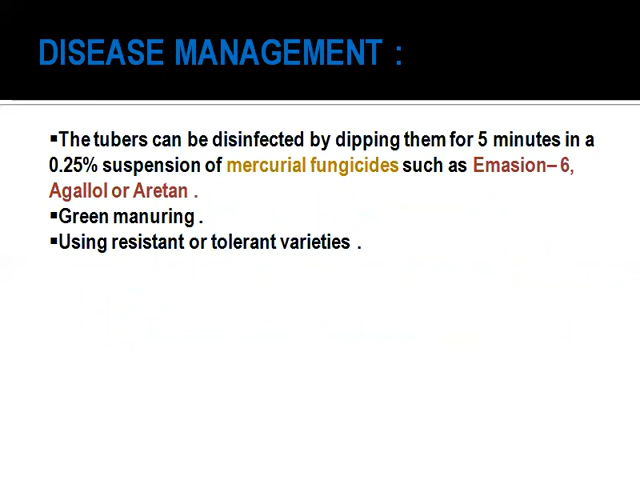 DISEASE MANAGEMENT :
▪The tubers can be disinfected by dipping them for 5 minutes in a
0.25% suspension of mercurial fungicides such as Emasion– 6,
Agallol or Aretan .
▪Green manuring .
▪Using resistant or tolerant varieties .